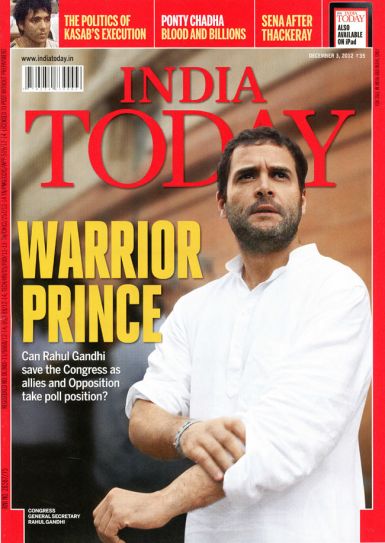 THE POLITICS OF
KASAB'S EXECUTION
PONTY CHADHA
BLOOD AND BILLIONS
SENA AFTER
THACKERAY
INDIA
TODAY
ALSO
AVAILABLE
ON iPad
www.indiatoday.in
DECEMBER 3, 2012 ₹35
INDIA
TODAY
WARRIOR
PRINCE
Can Rahul Gandhi
save the Congress as
allies and Opposition
take poll position?
CONGRESS
GENERAL SECRETARY
RAHUL GANDHI